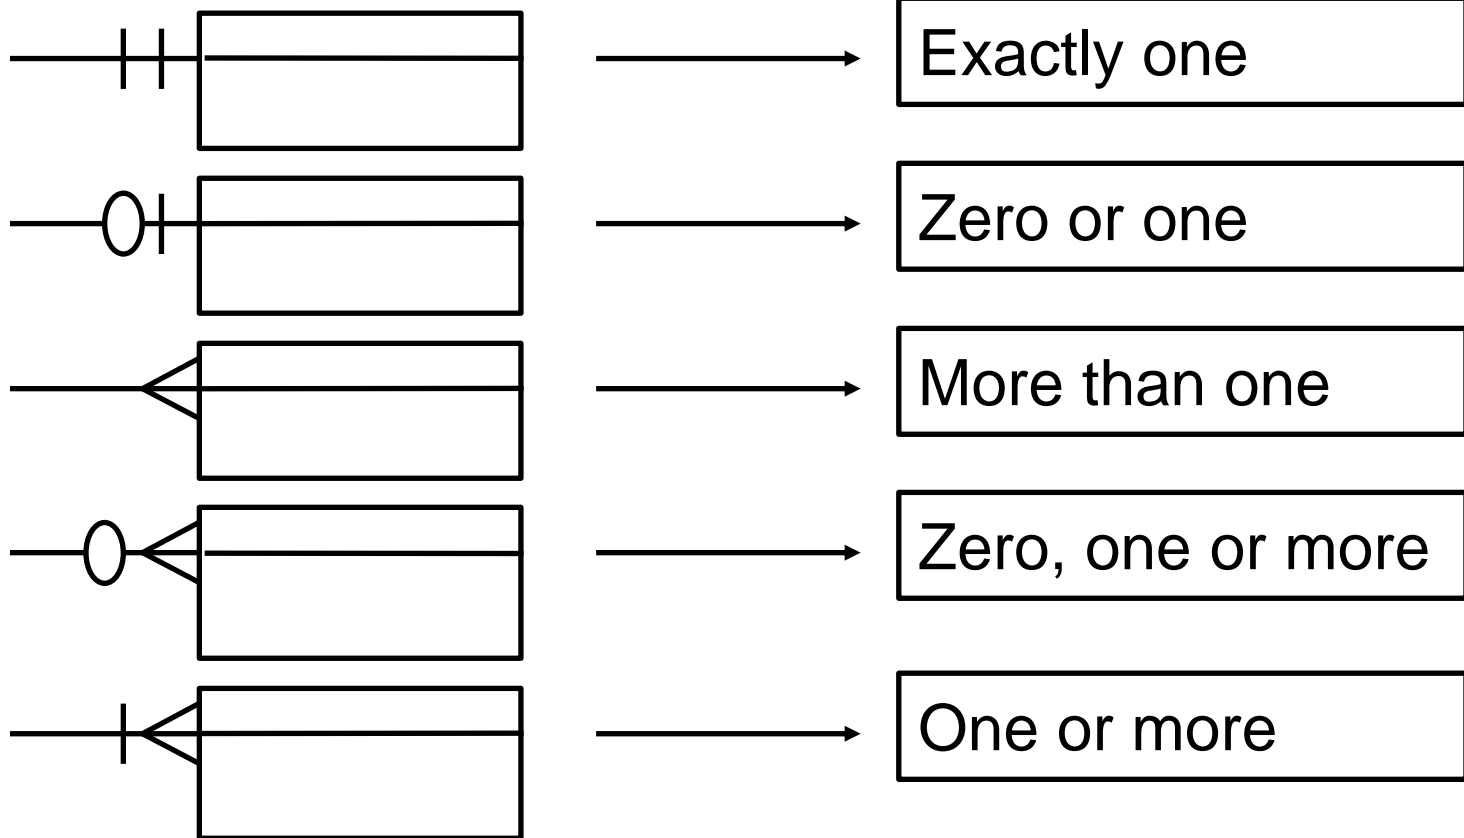 Exactly one
Zero or one
More than one
Zero, one or more
One or more